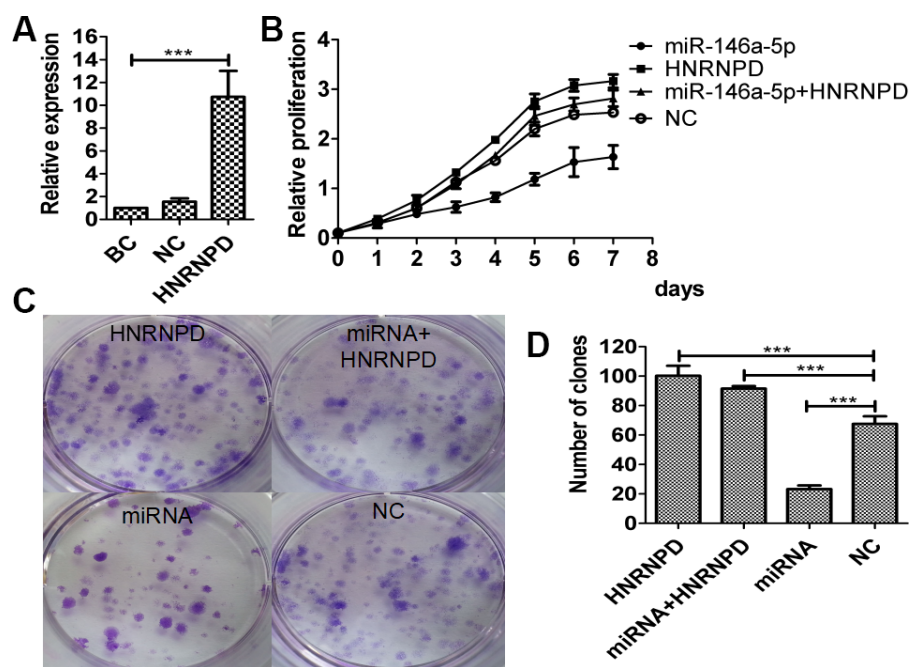 A
Relative expression
16
14
12
10
8
6
4
2
0
***
BC
NC
HNRNPD
B
Relative proliferation
4
3
2
1
0
0 1 2 3 4 5 6 7 8
days
miR-146a-5p
HNRNPD
miR-146a-5p+HNRNPD
NC
C
HNRNPD
miRNA+
HNRNPD
miRNA
NC
D
Number of clones
120
100
80
60
40
20
0
***
***
***
HNRNPD
miRNA+HNRNPD
miRNA
NC